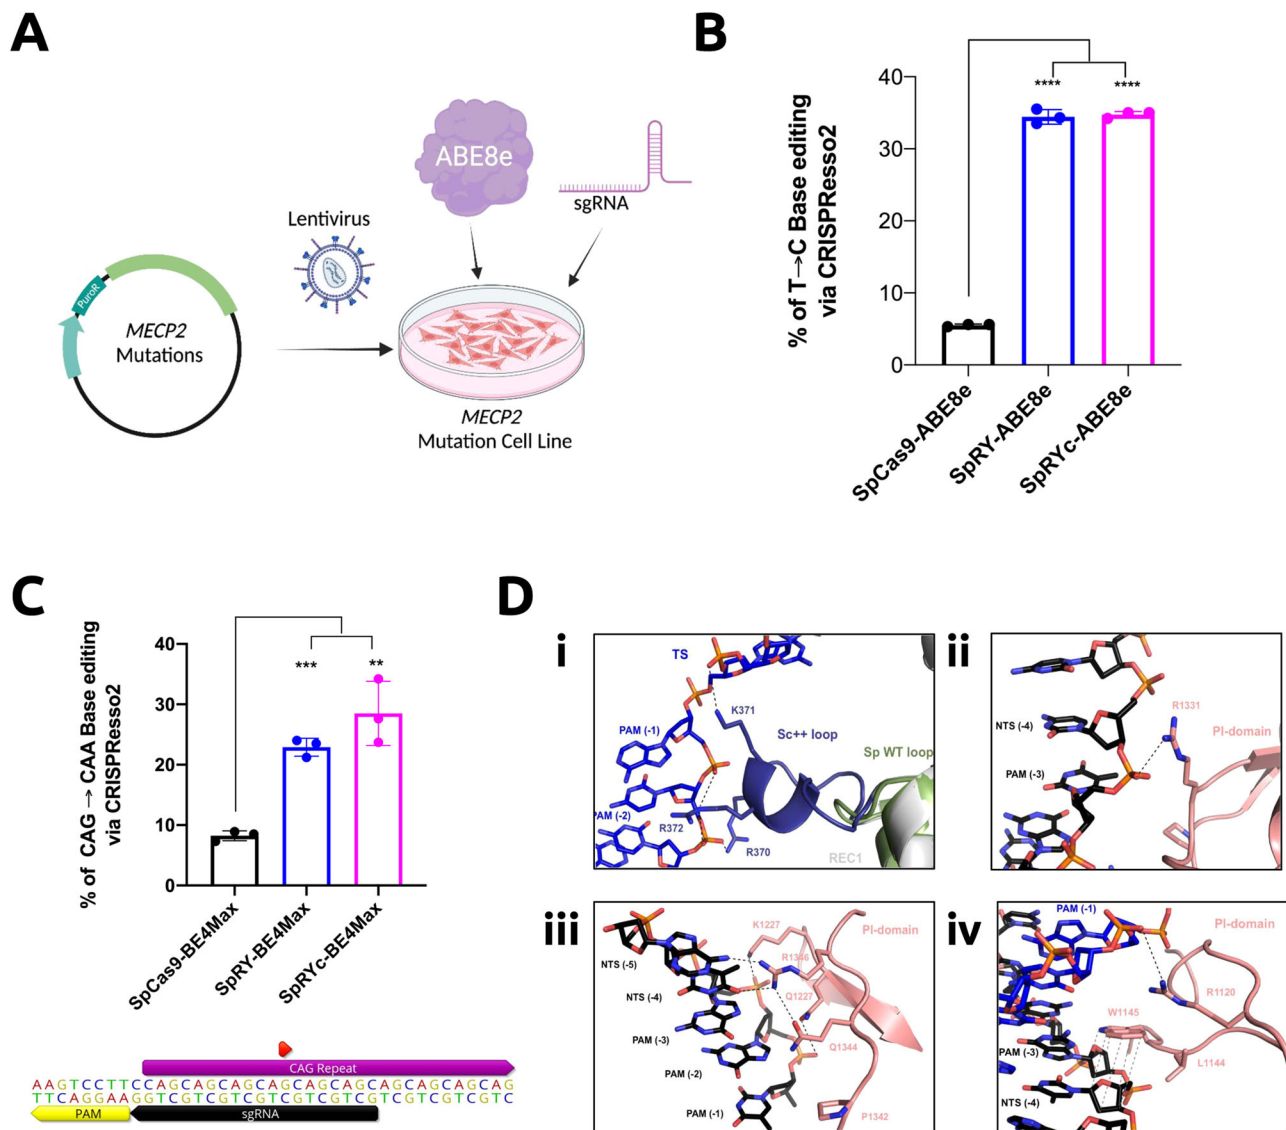 A
ABE8e
sgRNA
Lentivirus
PuroR
MECP2
Mutations
MECP2
Mutation Cell Line
B
% of T→C Base editing
via CRISPResso2
40
30
20
10
0
****
****
SpCas9-ABE8e
SpRY-ABE8e
SpRYc-ABE8e
C
% of CAG → CAA Base editing
via CRISPResso2
40
30
20
10
0
***
**
SpCas9-BE4Max
SpRY-BE4Max
SpRYc-BE4Max
CAG Repeat
AAGTCCTTCCAGCAGCAGCAGCAGCAGCAGCAGCAGCAG
TTCAGGAAGGTCGTCGTCGTCGTCGTCGTCGTCGTCGTC
PAM
sgRNA
D
i
TS
K371
PAM (-1)
Sc++ loop
Sp WT loop
PAM (-2)
R372
R370
REC1
ii
R1331
NTS (-4)
PI-domain
PAM (-3)
iii
K1227
PI-domain
NTS (-5)
R1346
NTS (-4)
Q1227
PAM (-3)
Q1344
PAM (-2)
PAM (-1)
P1342
iv
PAM (-1)
PI-domain
R1120
W1145
PAM (-3)
L1144
NTS (-4)